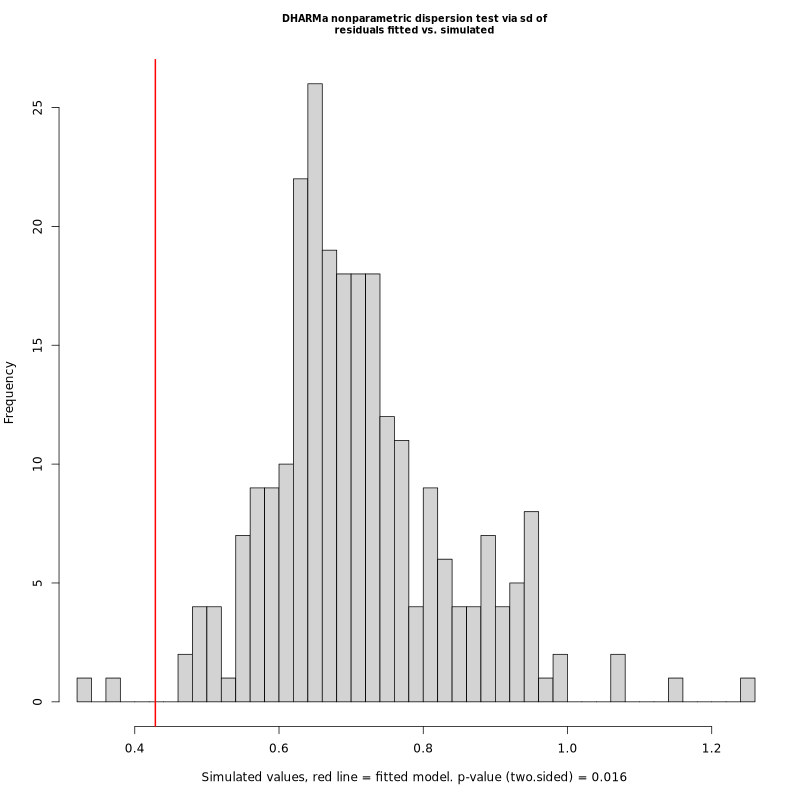 DHARMa nonparametric dispersion test via sd of
residuals fitted vs. simulated
Frequency
25
20
15
10
5
0
0.4
0.6
0.8
1.0
1.2
Simulated values, red line = fitted model. p-value (two.sided) = 0.016